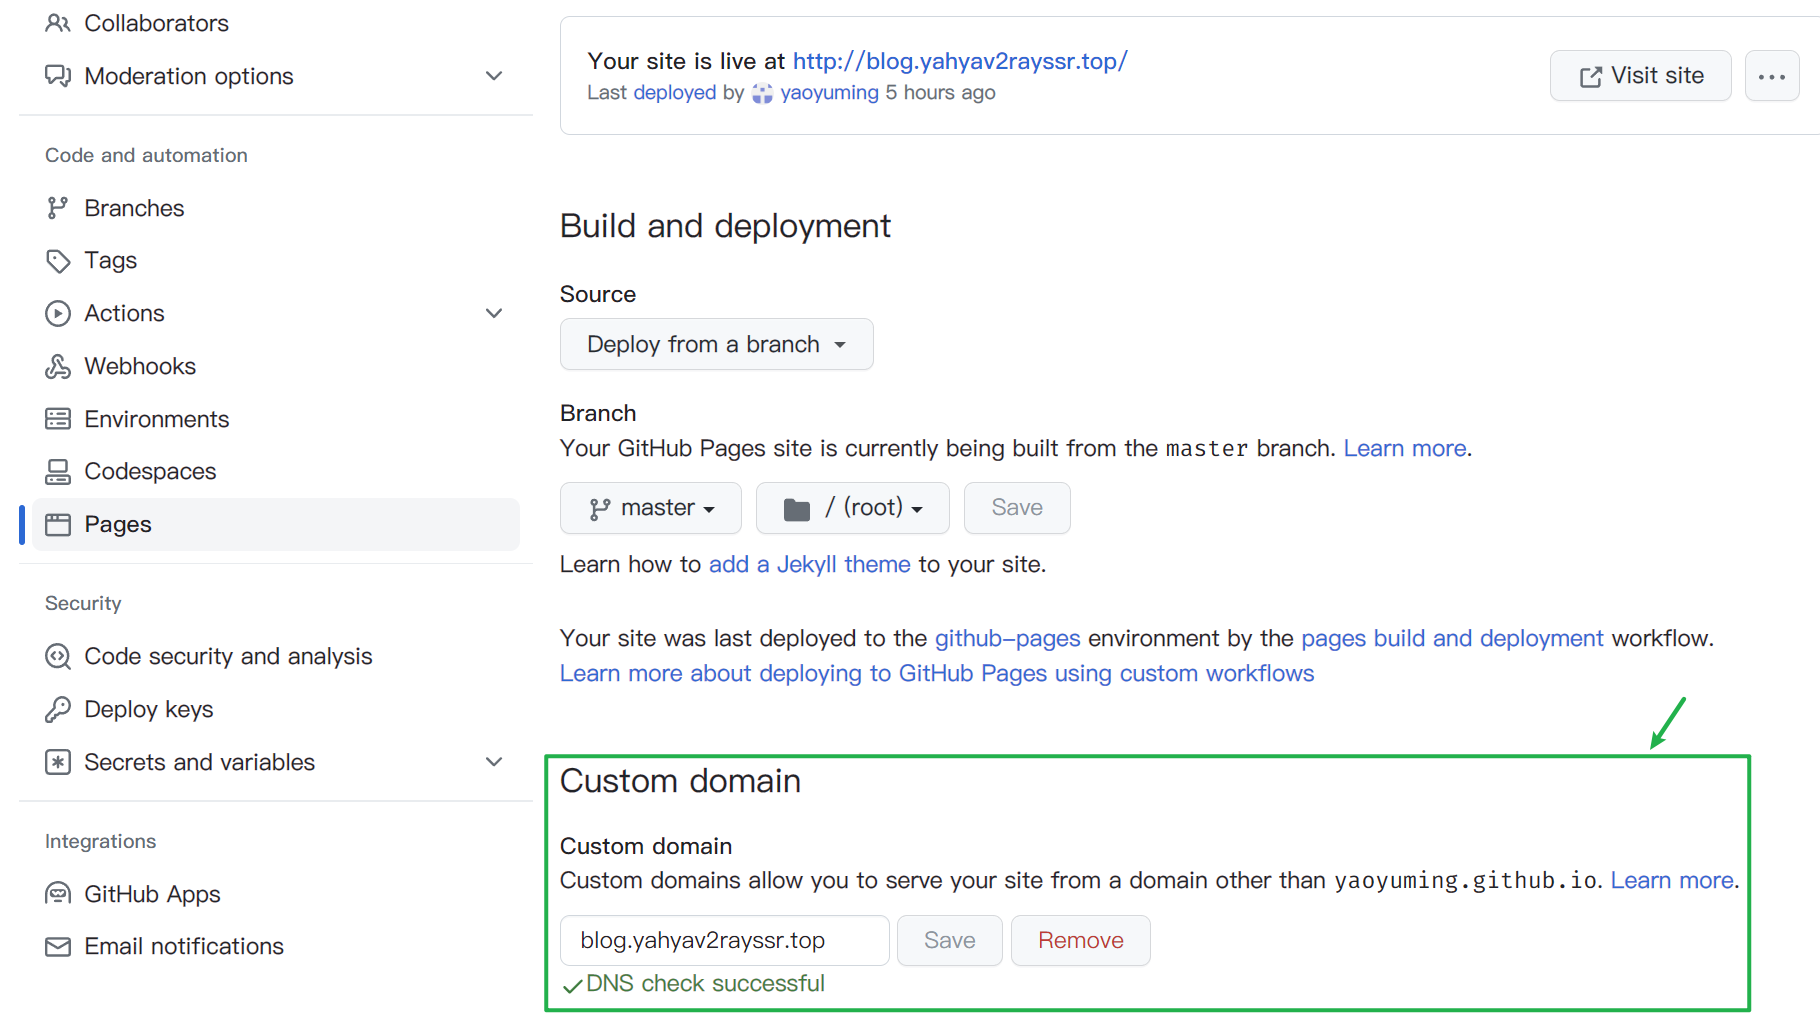 Collaborators
Moderation options
Code and automation
Branches
Tags
Actions
Webhooks
Environments
Codespaces
Pages
Security
Code security and analysis
Deploy keys
Secrets and variables
Integrations
GitHub Apps
Email notifications
Your site is live at http://blog.yahyav2rayssr.top/
Last deployed by yaoyuming 5 hours ago
Visit site
Build and deployment
Source
Deploy from a branch
Branch
Your GitHub Pages site is currently being built from the master branch. Learn more.
master / (root) Save
Learn how to add a Jekyll theme to your site.
Your site was last deployed to the github-pages environment by the pages build and deployment workflow.
Learn more about deploying to GitHub Pages using custom workflows
Custom domain
Custom domain
Custom domains allow you to serve your site from a domain other than yaoyuming.github.io. Learn more.
blog.yahyav2rayssr.top Save Remove
DNS check successful